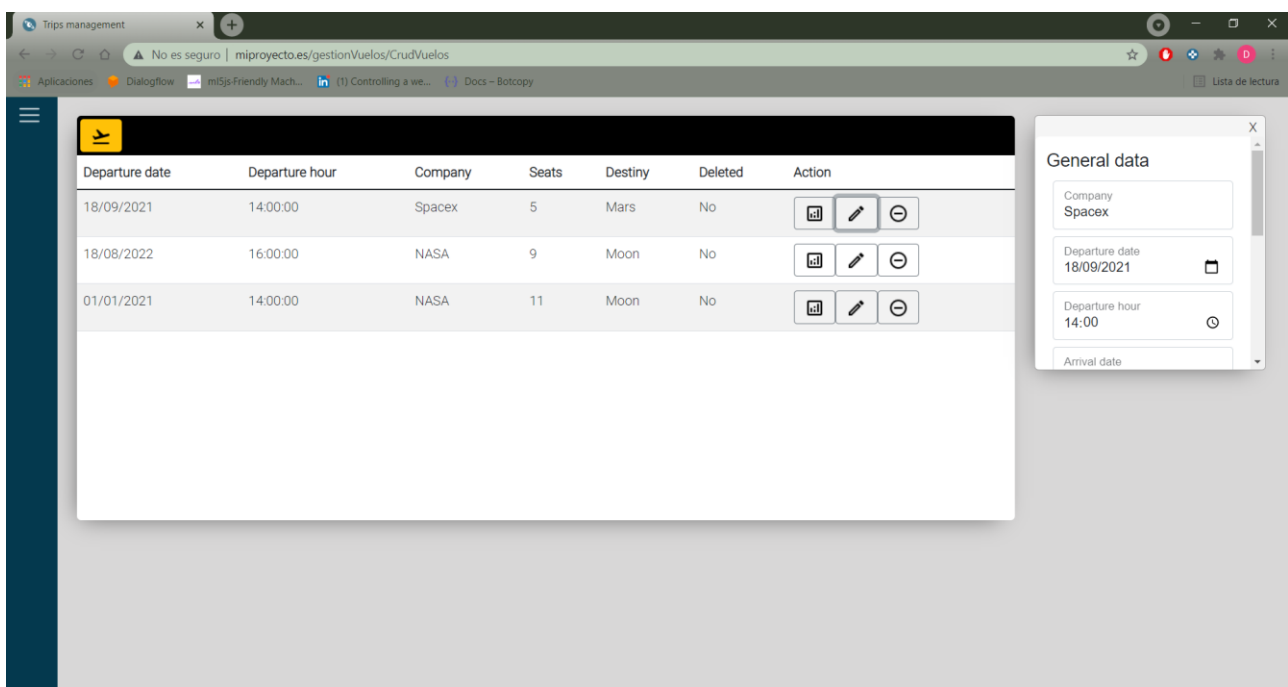 Trips management
No es seguro | miproyecto.es/gestionVuelos/CrudVuelos
D
Aplicaciones Dialogflow ml5js·Friendly Mach... (1) Controlling a we... Docs – Botcopy Lista de lectura
X
General data
Departure date Departure hour Company Seats Destiny Deleted Action
18/09/2021 14:00:00 Spacex 5 Mars No
18/08/2022 16:00:00 NASA 9 Moon No
01/01/2021 14:00:00 NASA 11 Moon No
Company
Spacex
Departure date
18/09/2021
Departure hour
14:00
Arrival date